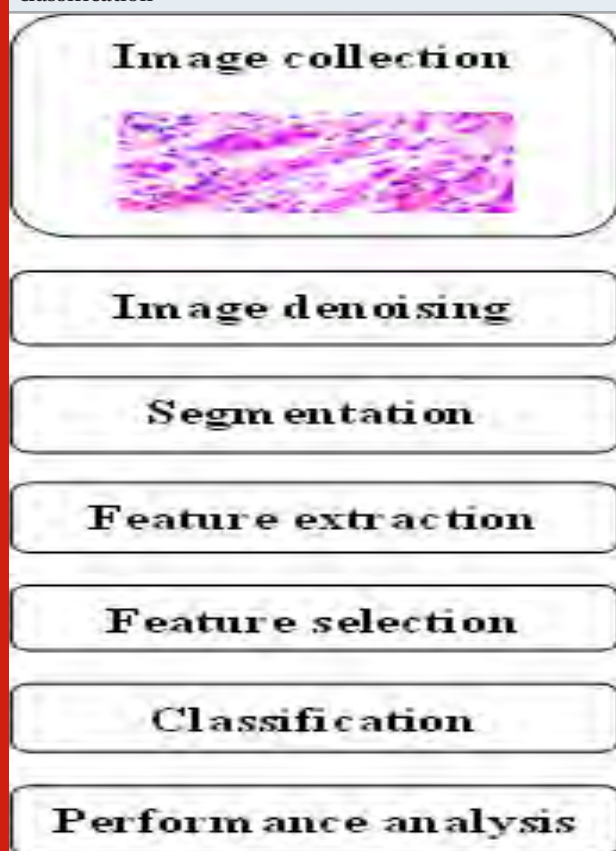 Image collection
Image denoising
Segmentation
Feature extraction
Feature selection
Classification
Performance analysis